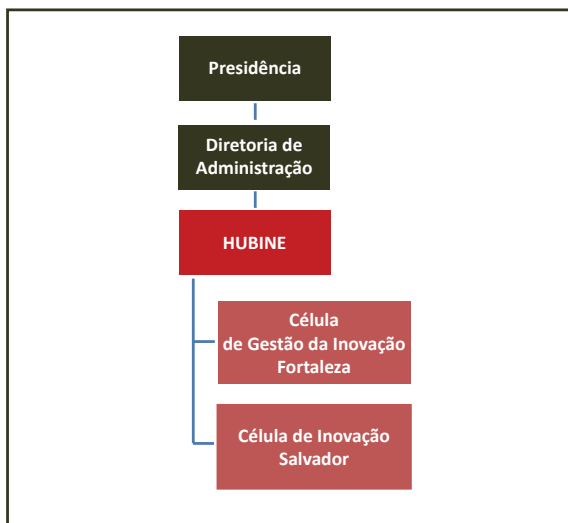 Presidência
Diretoria de
Administração
HUBINE
Célula
de Gestão da Inovação
Fortaleza
Célula de Inovação
Salvador